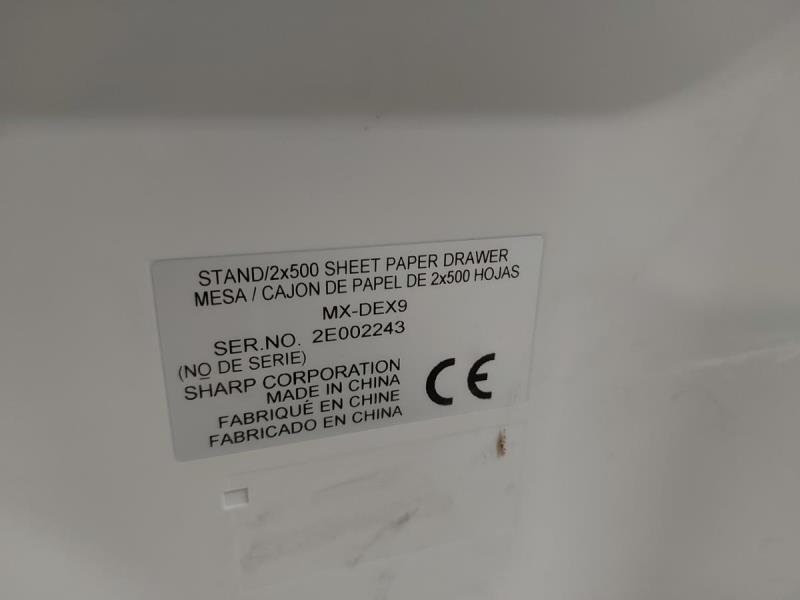 STAND/2x500 SHEET PAPER DRAWER
MESA / CAJON DE PAPEL DE 2x500 HOJAS
MX-DEX9
SER.NO. 2E002243
(NO DE SERIE)
SHARP CORPORATION
MADE IN CHINA
FABRIQUÉ EN CHINE
FABRICADO EN CHINA
CE